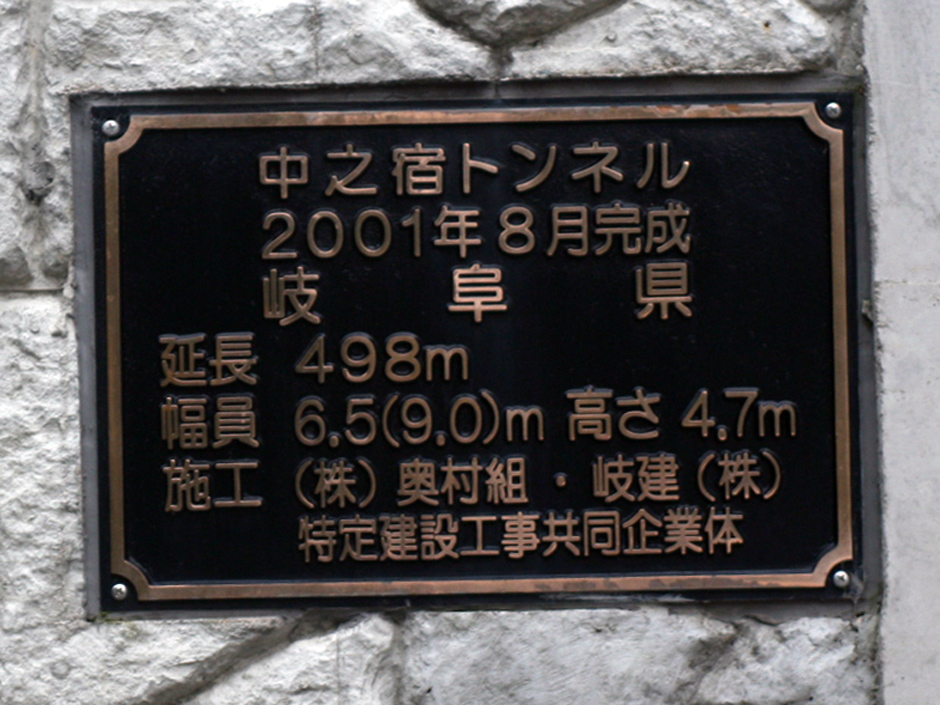 中之宿トンネル
2001年8月完成
岐阜県
延長 498m
幅員 6.5(9.0)m 高さ 4.7m
施工 (株)奥村組・岐建(株)
特定建設工事共同企業体